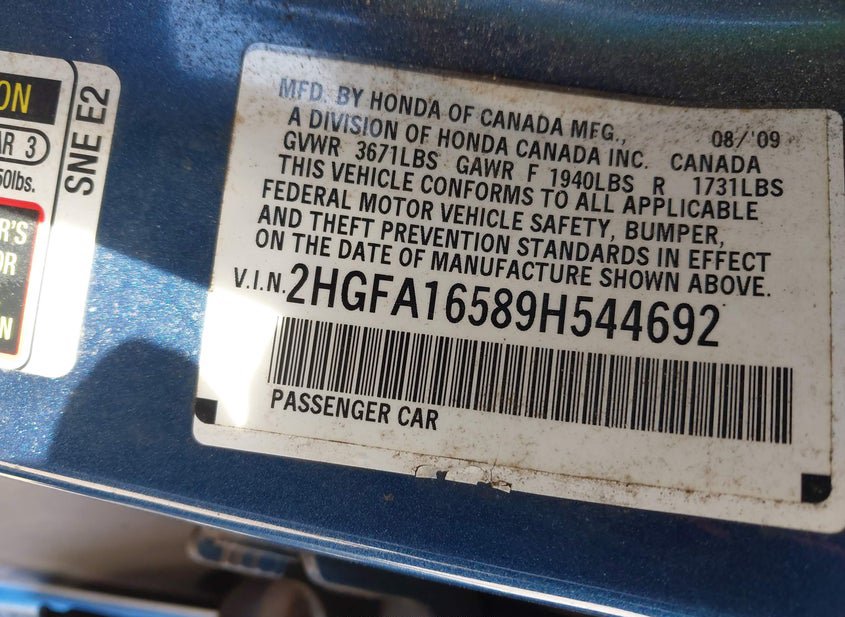 ON
AR 3
50lbs.
R'S
OR
N
SNE E2
MFD. BY HONDA OF CANADA MFG., 08/'09
A DIVISION OF HONDA CANADA INC. CANADA
GVWR 3671LBS GAWR F 1940LBS R 1731LBS
THIS VEHICLE CONFORMS TO ALL APPLICABLE
FEDERAL MOTOR VEHICLE SAFETY, BUMPER,
AND THEFT PREVENTION STANDARDS IN EFFECT
ON THE DATE OF MANUFACTURE SHOWN ABOVE.
V.I.N. 2HGFA16589H544692
PASSENGER CAR